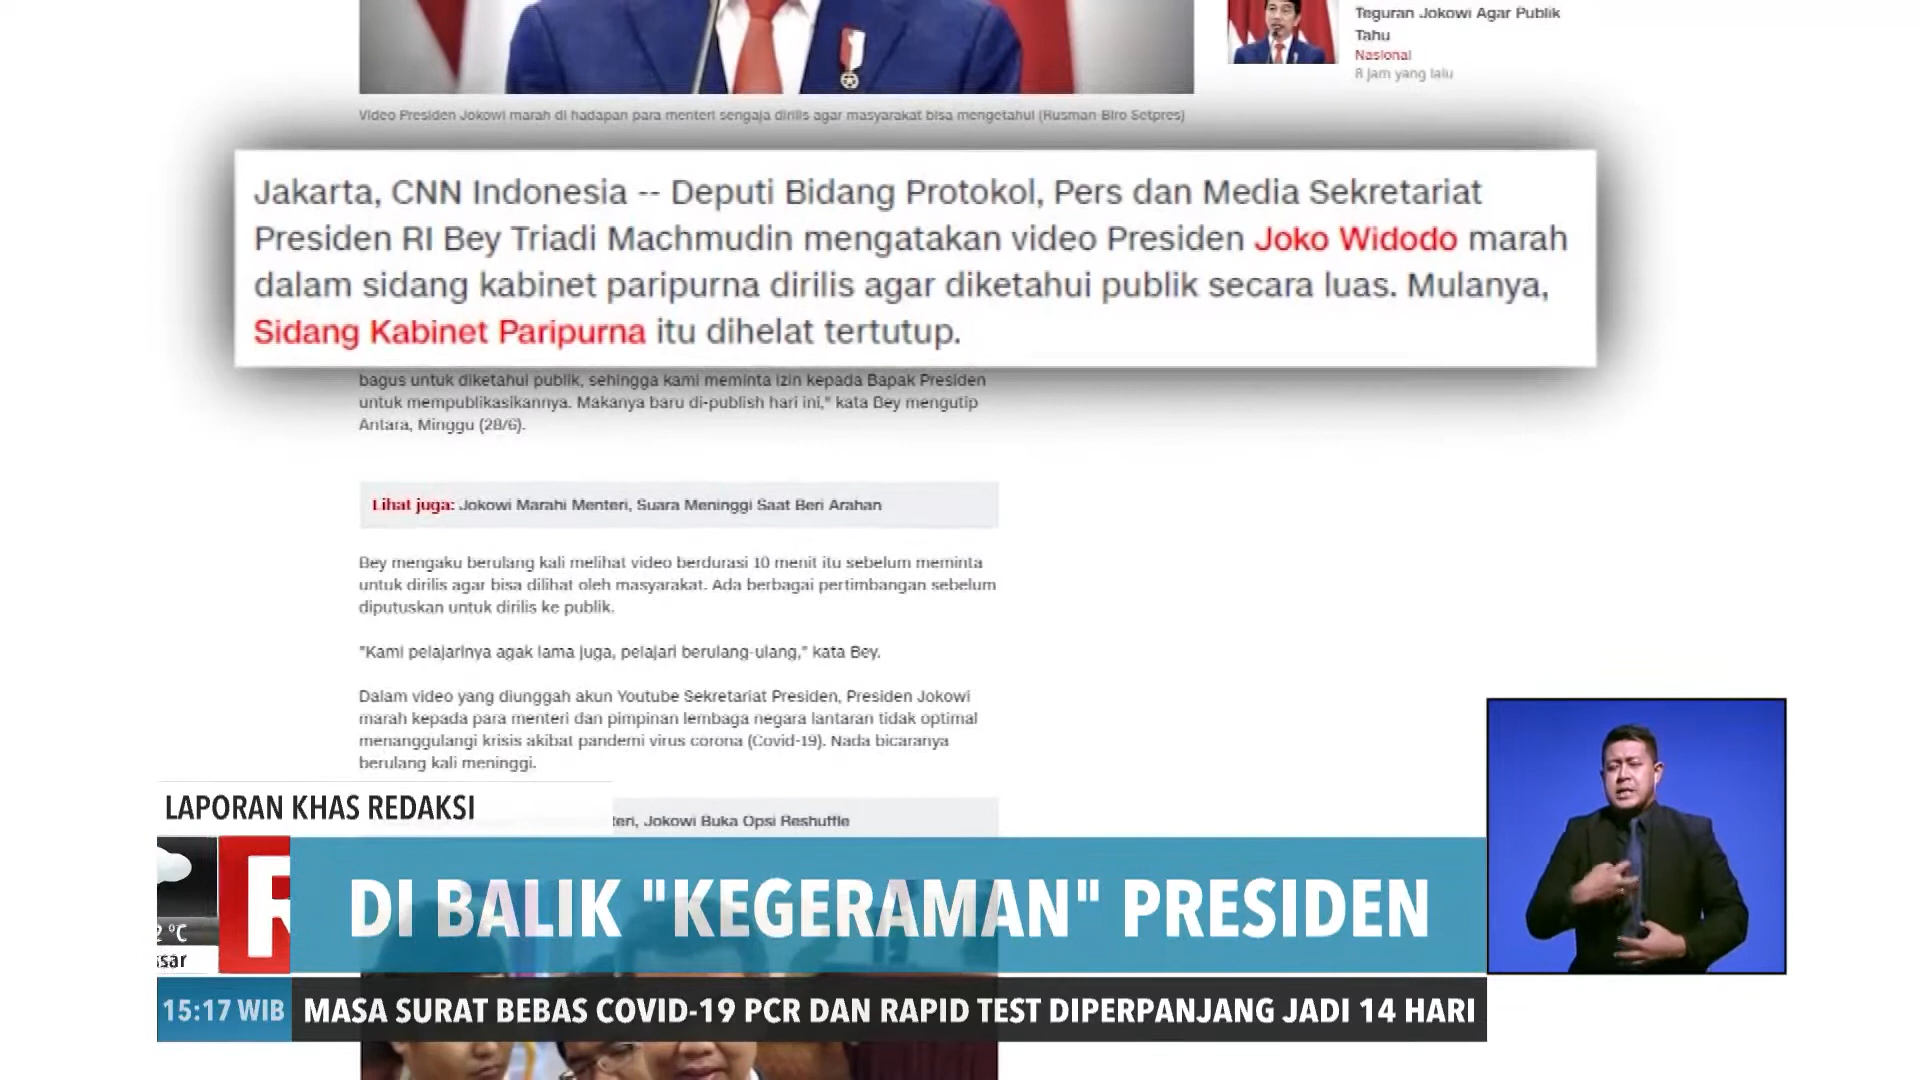 Teguran Jokowi Agar Publik
Tahu
Nasional
8 jam yang lalu
Video Presiden Jokowi marah di hadapan para menteri sengaja dirilis agar masyarakat bisa mengetahui (Rusman Biro Setpres)
Jakarta, CNN Indonesia -- Deputi Bidang Protokol, Pers dan Media Sekretariat
Presiden RI Bey Triadi Machmudin mengatakan video Presiden Joko Widodo marah
dalam sidang kabinet paripurna dirilis agar diketahui publik secara luas. Mulanya,
Sidang Kabinet Paripurna itu dihelat tertutup.
bagus untuk diketahui publik, sehingga kami meminta izin kepada Bapak Presiden
untuk mempublikasikannya. Makanya baru di-publish hari ini," kata Bey mengutip
Antara, Minggu (28/6).
Lihat juga: Jokowi Marahi Menteri, Suara Meninggi Saat Beri Arahan
Bey mengaku berulang kali melihat video berdurasi 10 menit itu sebelum meminta
untuk dirilis agar bisa dilihat oleh masyarakat. Ada berbagai pertimbangan sebelum
diputuskan untuk dirilis ke publik.
"Kami pelajarinya agak lama juga, pelajari berulang-ulang," kata Bey.
Dalam video yang diunggah akun Youtube Sekretariat Presiden, Presiden Jokowi
marah kepada para menteri dan pimpinan lembaga negara lantaran tidak optimal
menanggulangi krisis akibat pandemi virus corona (Covid-19). Nada bicaranya
berulang kali meninggi.
teri, Jokowi Buka Opsi Reshuffle
LAPORAN KHAS REDAKSI
2 °C
ssar
R
DI BALIK "KEGERAMAN" PRESIDEN
15:17 WIB MASA SURAT BEBAS COVID-19 PCR DAN RAPID TEST DIPERPANJANG JADI 14 HARI